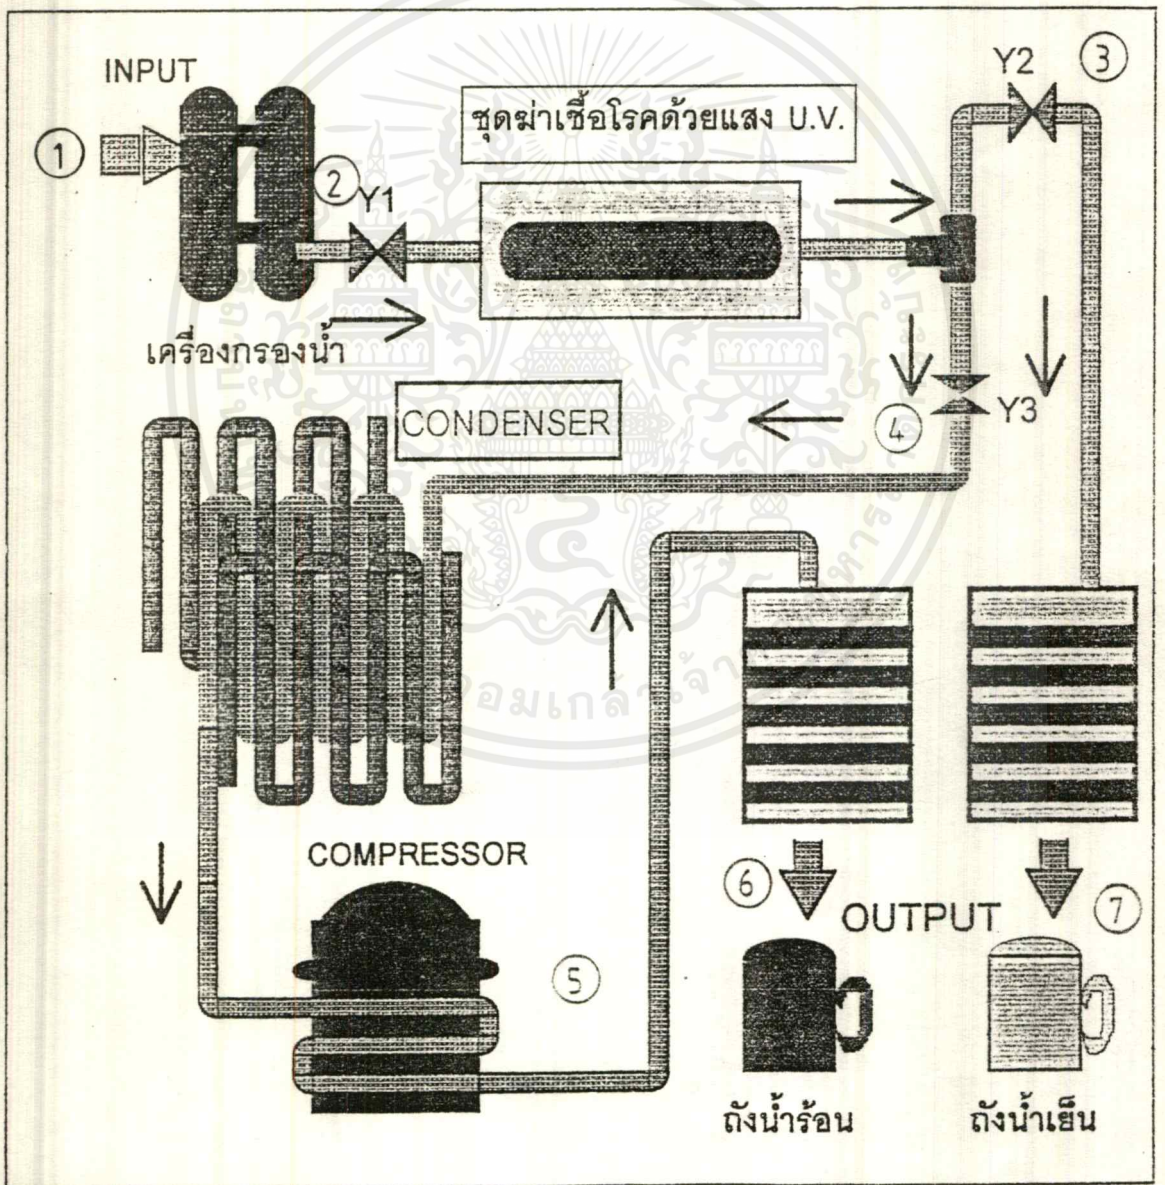 INPUT
Y2
3
ชุดฆ่าเชื้อโรคด้วยแสง U.V.
1
2
Y1
เครื่องกรองน้ำ
CONDENSER
4
Y3
COMPRESSOR
6
OUTPUT
7
5
ถังน้ำร้อน
ถังน้ำเย็น